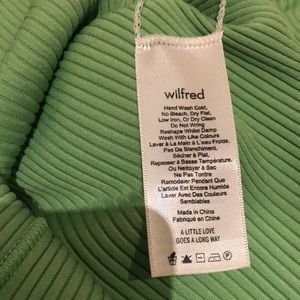 wilfred
Hand Wash Cold,
No Bleach, Dry Flat,
Low Iron, Or Dry Clean
Do Not Wring
Reshape Whilst Damp
Wash With Like Colours
Laver À La Main À L'eau Froide,
Pas De Blanchiment,
Sécher À Plat,
Repasser À Basse Température,
Ou Nettoyer À Sec
Ne Pas Tordre
Remodeler Pendant Que
L'article Est Encore Humide
Laver Avec Des Couleurs
Semblables
Made in China
Fabriqué en Chine
A LITTLE LOVE
GOES A LONG WAY